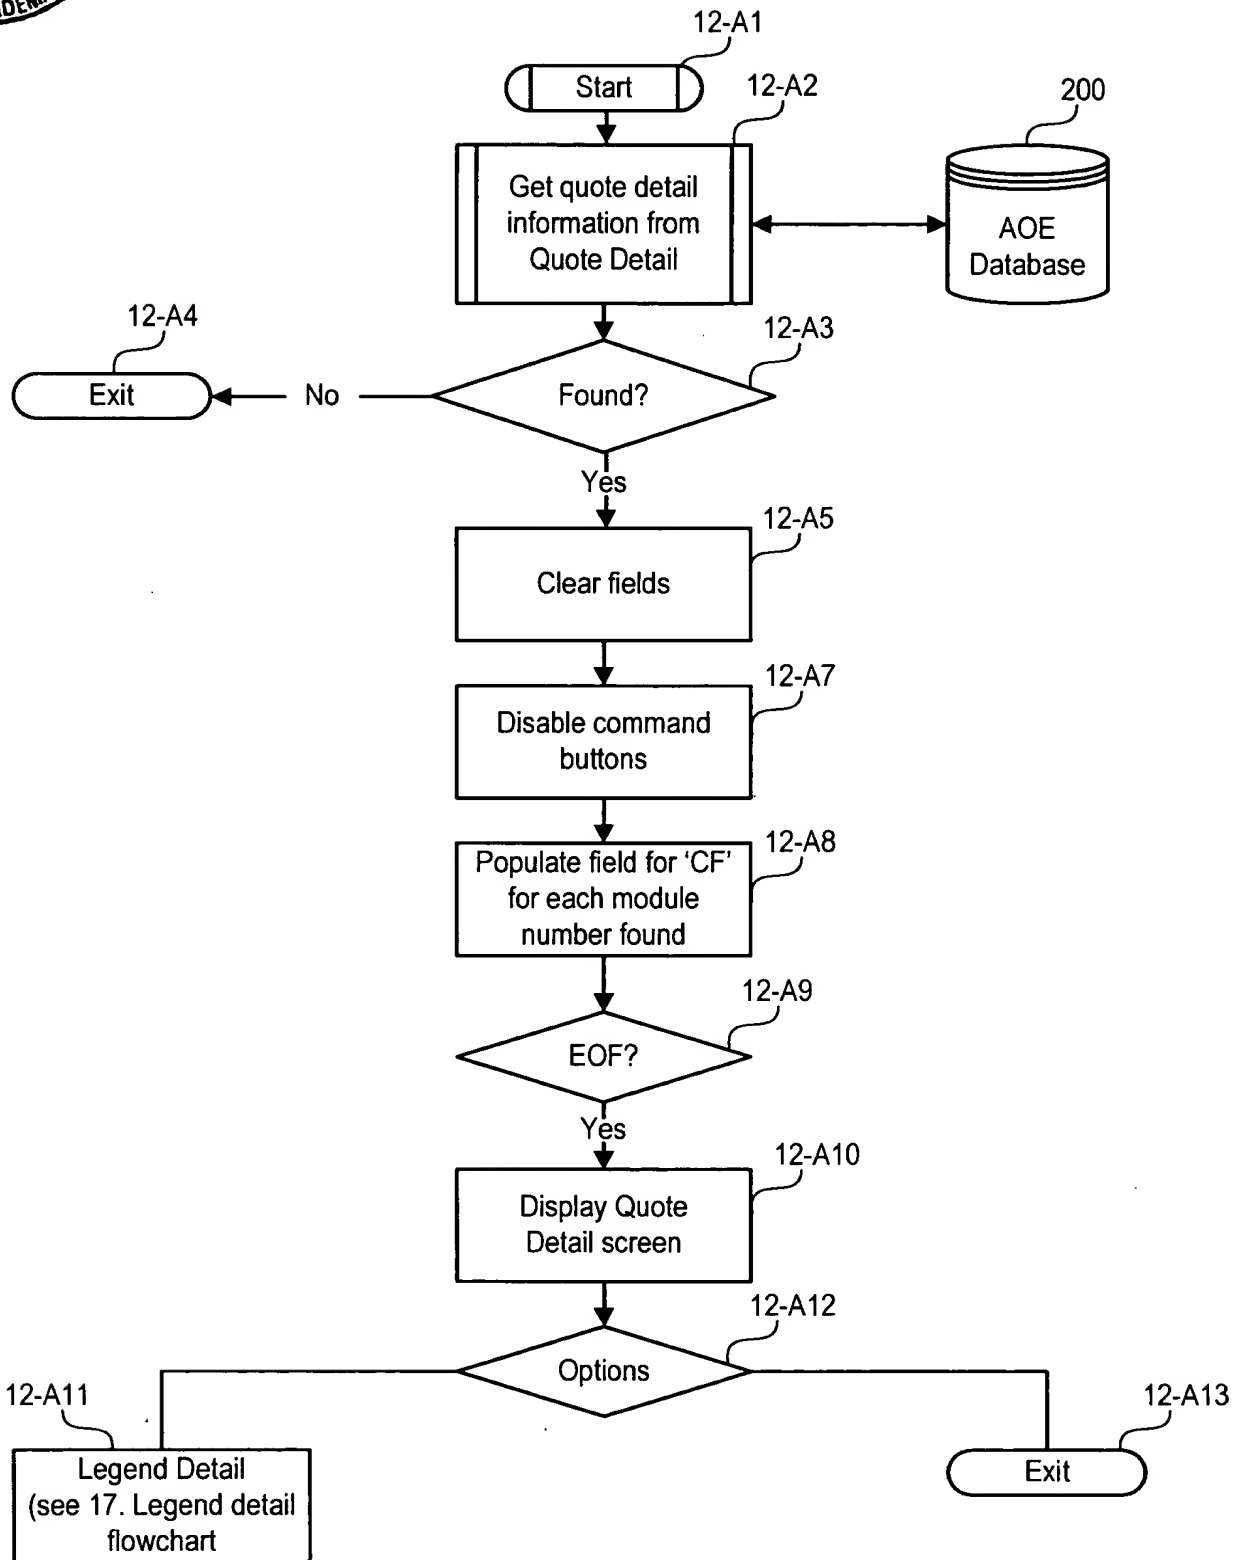 12-A1
Start
12-A2
200
Get quote detail
information from
Quote Detail
AOE
Database
12-A4
12-A3
Exit
No
Found?
Yes
12-A5
Clear fields
12-A7
Disable command
buttons
12-A8
Populate field for ‘CF’
for each module
number found
12-A9
EOF?
Yes
12-A10
Display Quote
Detail screen
12-A12
Options
12-A11
12-A13
Legend Detail
(see 17. Legend detail
flowchart
Exit